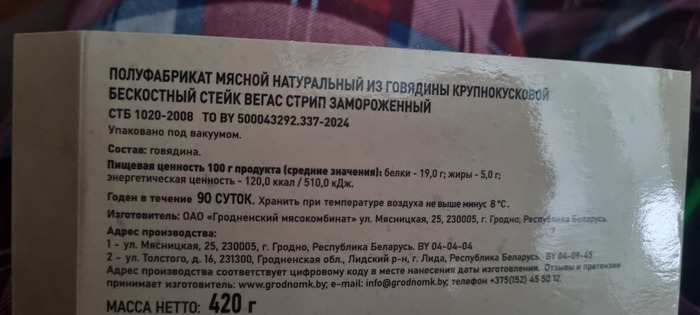 ПОЛУФАБРИКАТ МЯСНОЙ НАТУРАЛЬНЫЙ ИЗ ГОВЯДИНЫ КРУПНОКУСКОВОЙ
БЕСКОСТНЫЙ СТЕЙК ВЕГАС СТРИП ЗАМОРОЖЕННЫЙ
СТБ 1020-2008 ТО BY 500043292.337-2024
Упаковано под вакуумом.
Состав: говядина.
Пищевая ценность 100 г продукта (средние значения): белки - 19,0 г; жиры - 5,0 г;
энергетическая ценность - 120,0 ккал / 510,0 кДж.
Годен в течение 90 СУТОК. Хранить при температуре воздуха не выше минус 8°С.
Изготовитель: ОАО «Гродненский мясокомбинат» ул. Мясницкая, 25, 230005, г. Гродно, Республика Беларусь.
Адрес производства:
1 - ул. Мясницкая, 25, 230005, г. Гродно, Республика Беларусь. BY 04-04-04
2 - ул. Толстого, д. 16, 231300, Гродненская обл., Лидский р-н, г. Лида, Республика Беларусь. BY 04-09-45
Адрес производства соответствует цифровому коду в месте нанесения даты изготовления. Отзывы и претензии
принимает изготовитель: www.grodnomk.by; e-mail: info@grodnomk.by; телефон +375(152) 45 50 12
МАССА НЕТТО: 420 г